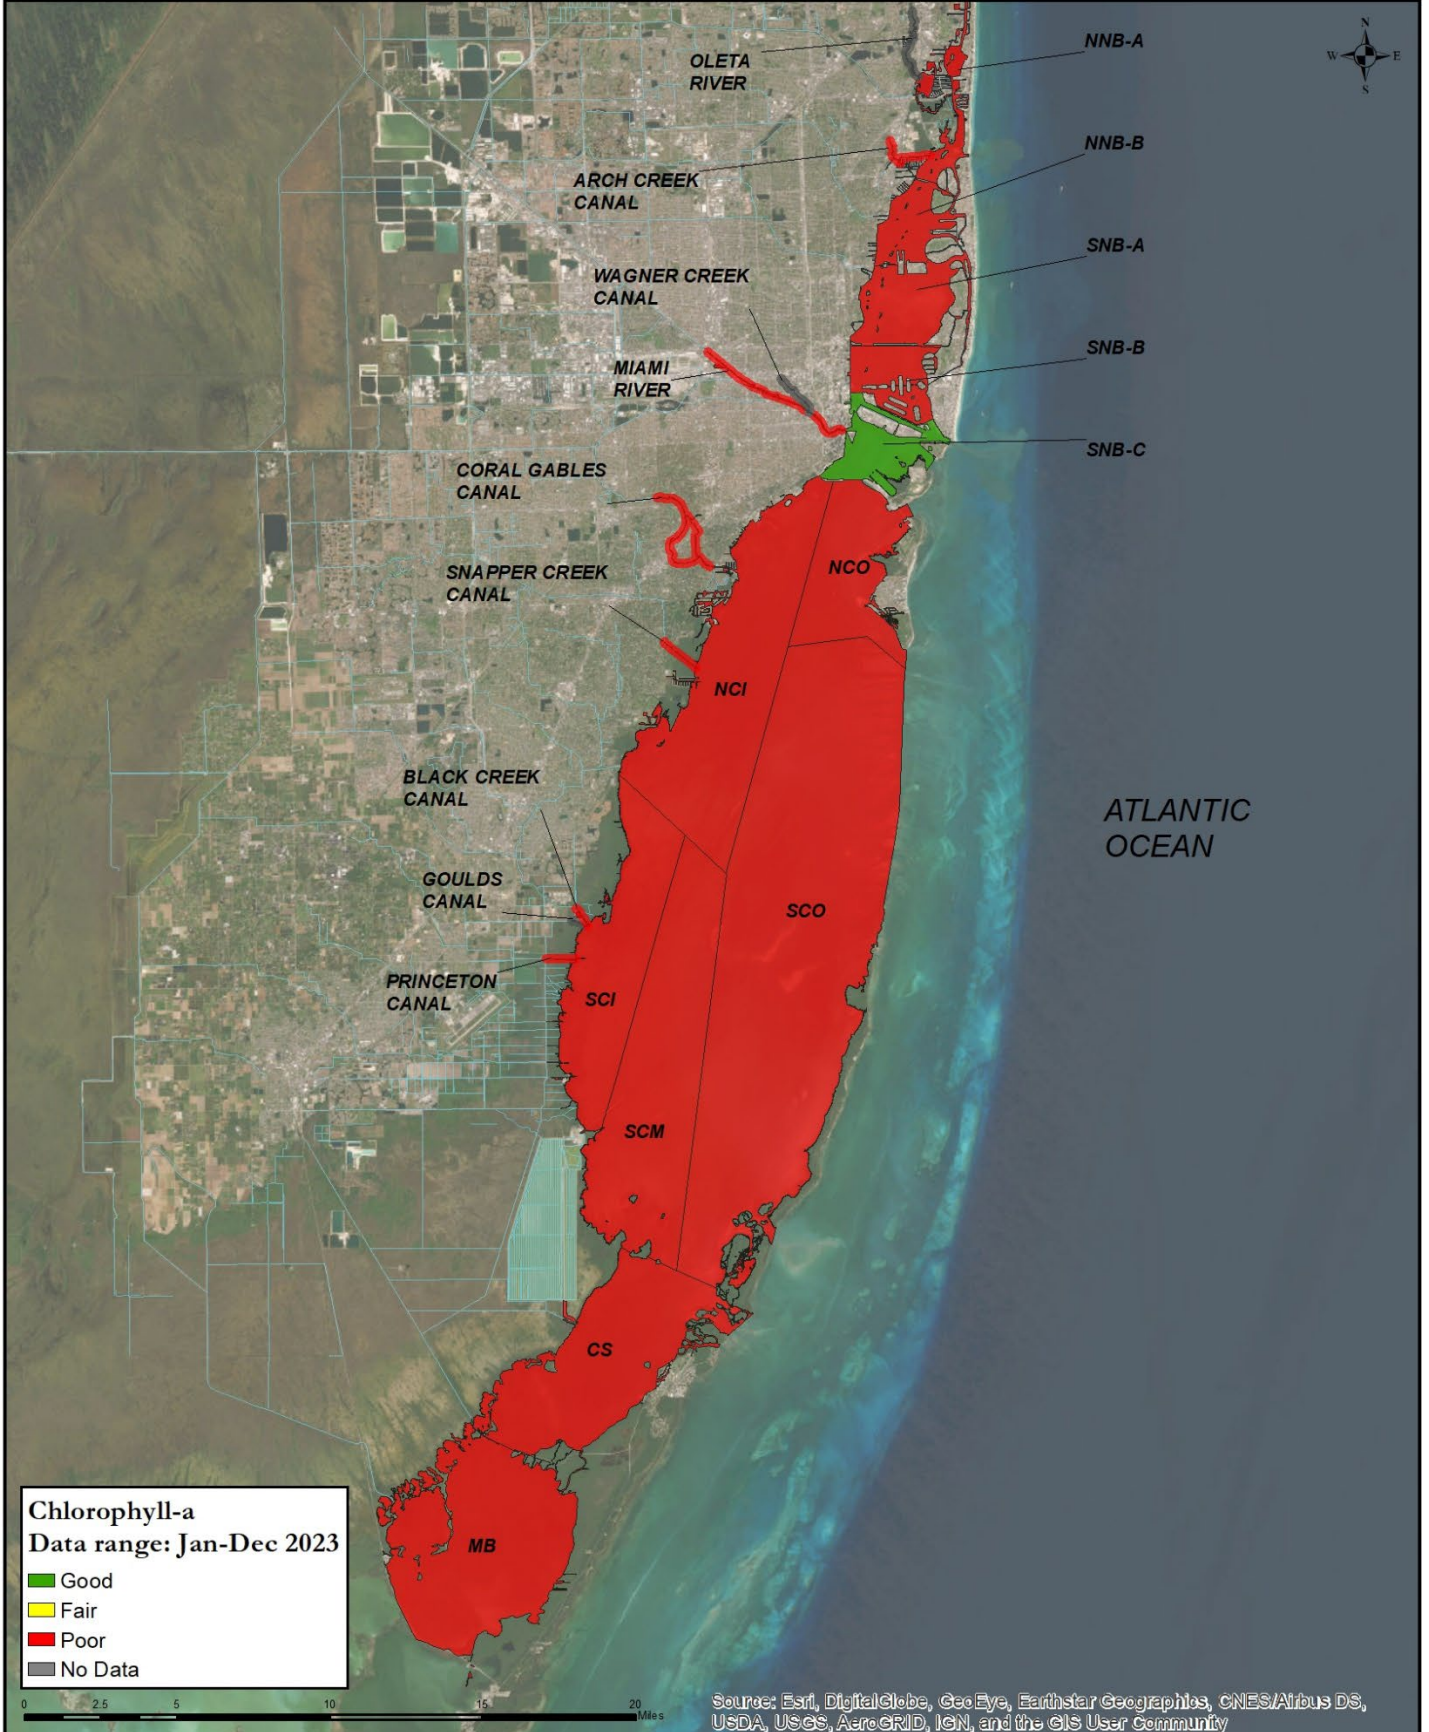 N
W E
S
OLETA
RIVER
NNB-A
NNB-B
ARCH CREEK
CANAL
SNB-A
WAGNER CREEK
CANAL
SNB-B
MIAMI
RIVER
SNB-C
CORAL GABLES
CANAL
NCO
SNAPPER CREEK
CANAL
NCI
BLACK CREEK
CANAL
ATLANTIC
OCEAN
GOULDS
CANAL
SCO
PRINCETON
CANAL
SCI
SCM
CS
MB
Chlorophyll-a
Data range: Jan-Dec 2023
Good
Fair
Poor
No Data
0 2.5 5 10 15 20
Miles
Source: Esri, DigitalGlobe, GeoEye, Earthstar Geographics, CNES/Airbus DS,
USDA, USGS, AeroGRID, IGN, and the GIS User Community